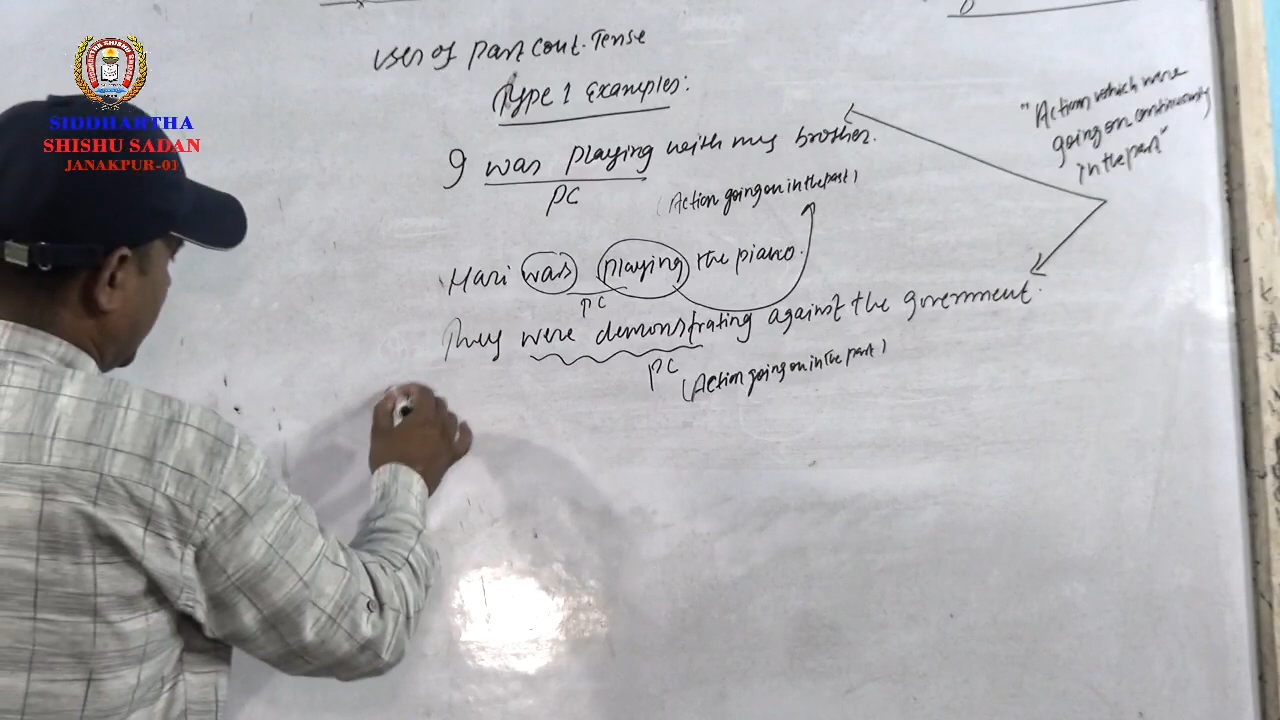 SIDDHARTHA
SHISHU SADAN
JANAKPUR-01
Uses of Past Cont. Tense
Type 1 Examples:
I was playing with my brother.
PC
(Action going on in the past)
"Action which were
going on continuously
in the past"
Hari was playing the piano.
PC
They were demonstrating against the government.
PC
(Action going on in the past)